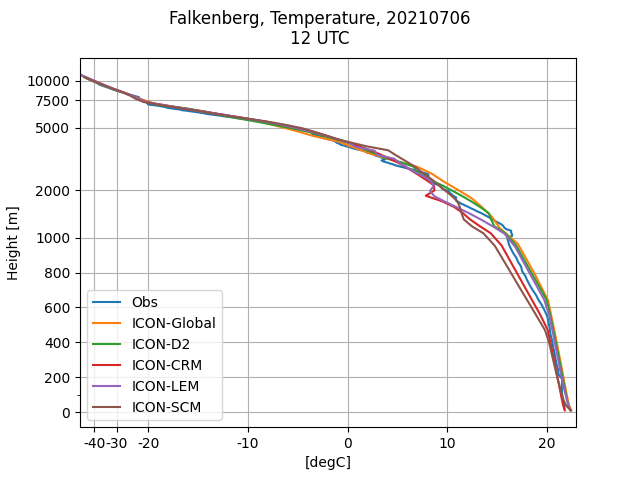 Falkenberg, Temperature, 20210706
12 UTC
Height [m]
10000
7500
5000
2000
1000
800
600
400
200
0
Obs
ICON-Global
ICON-D2
ICON-CRM
ICON-LEM
ICON-SCM
-40 -30 -20 -10 0 10 20
[degC]